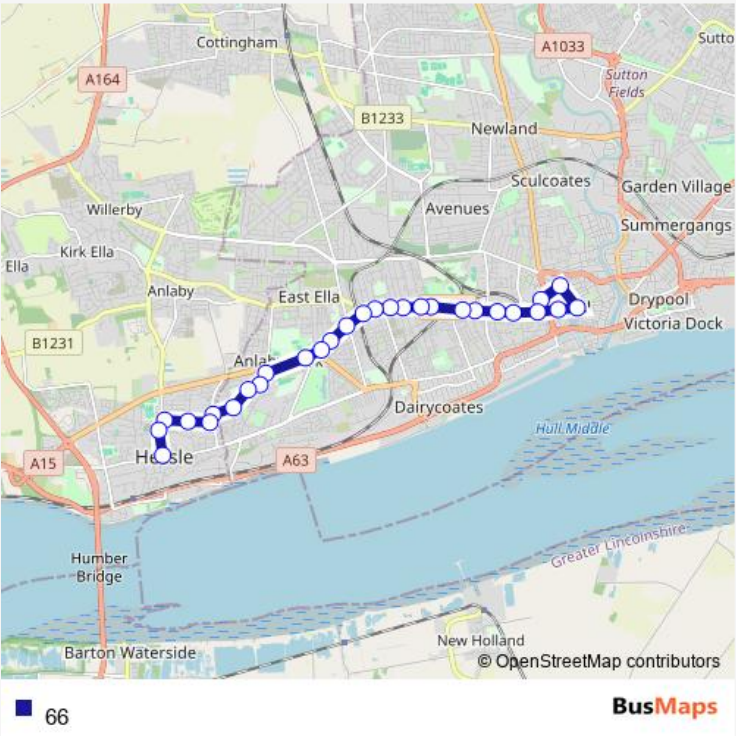 Cottingham
A1033
Sutto
A164
Sutton
Fields
B1233
Newland
Sculcoates
Garden Village
Willerby
Avenues
Summergangs
Kirk Ella
Ella
Anlaby
East Ella
Drypool
Victoria Dock
B1231
Anlab
Dairycoates
Hull Middle
He sle
A15
A63
Greater Lincolnshire
Humber
Bridge
New Holland
Barton Waterside
© OpenStreetMap contributors
66
BusMaps